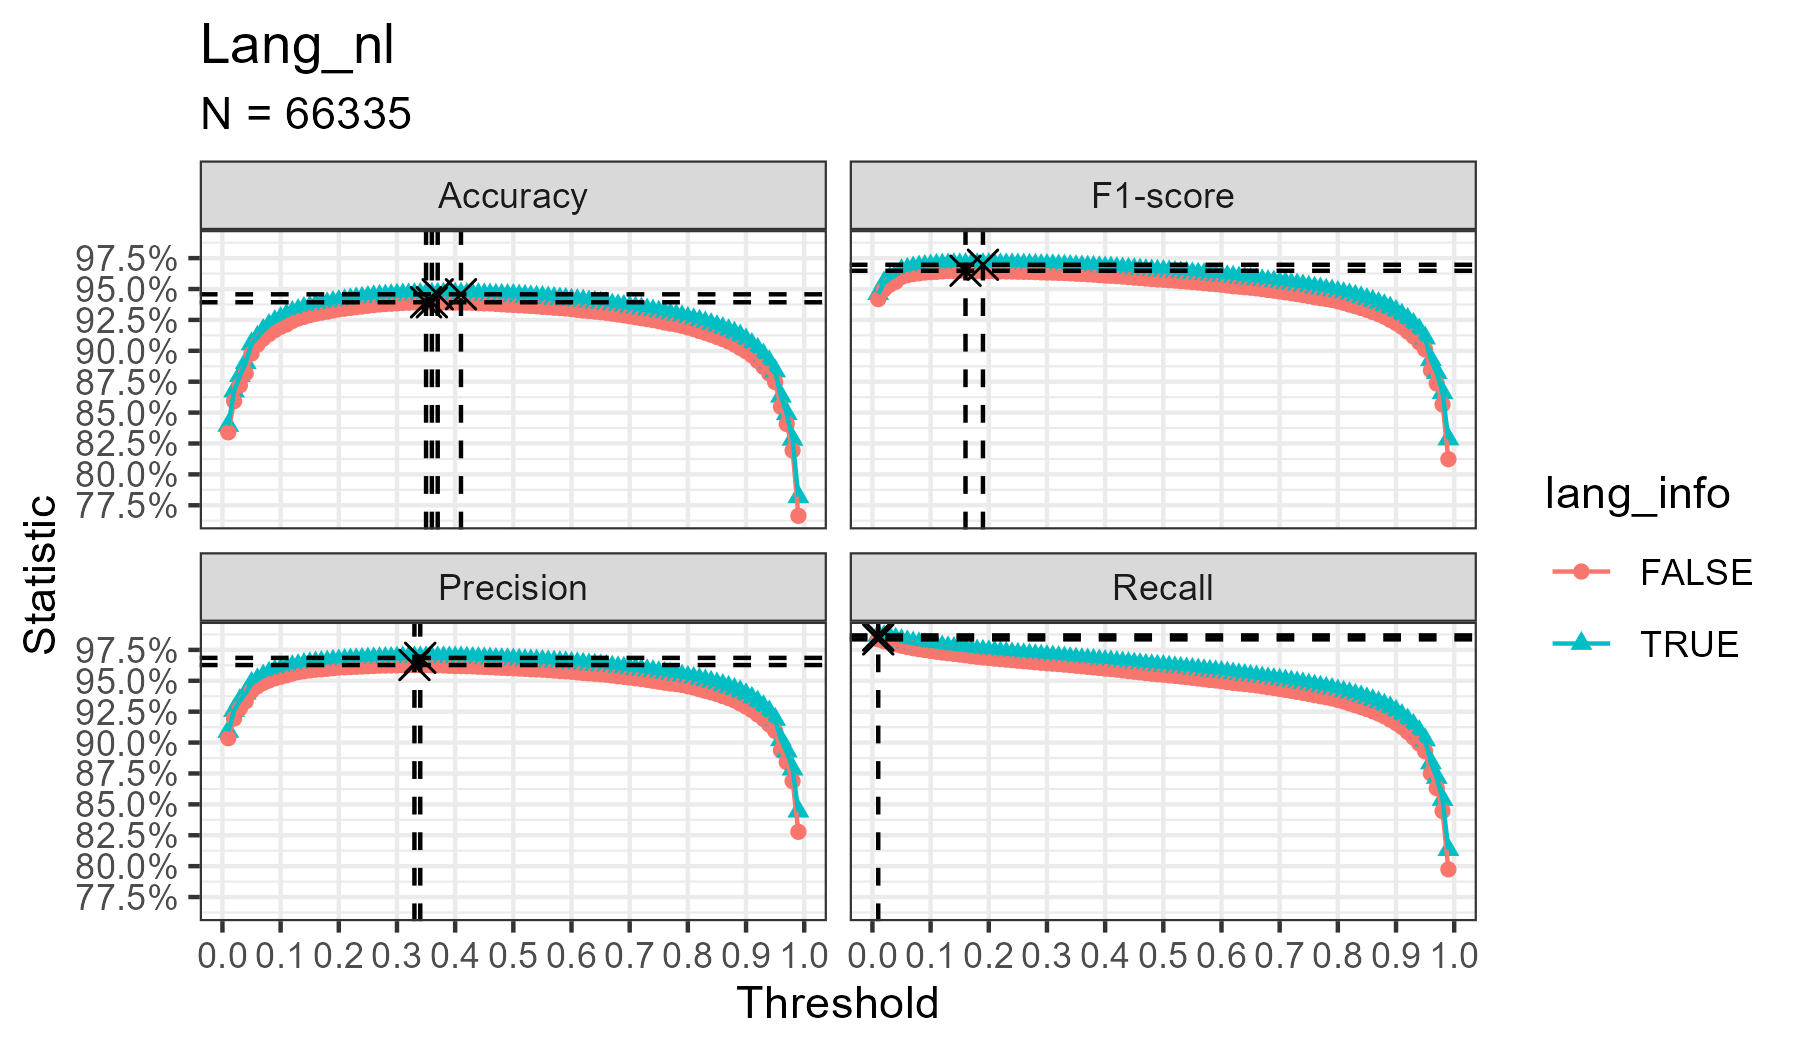 Lang_nl
N = 66335
Accuracy
F1-score
97.5%
95.0%
92.5%
90.0%
87.5%
85.0%
82.5%
80.0%
77.5%
Precision
Recall
97.5%
95.0%
92.5%
90.0%
87.5%
85.0%
82.5%
80.0%
77.5%
0.0 0.1 0.2 0.3 0.4 0.5 0.6 0.7 0.8 0.9 1.0
0.0 0.1 0.2 0.3 0.4 0.5 0.6 0.7 0.8 0.9 1.0
Threshold
Statistic
lang_info
FALSE
TRUE